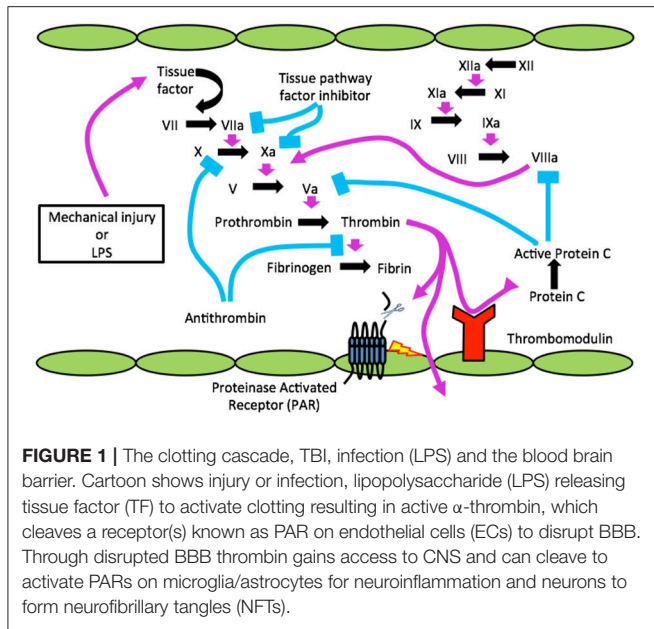 XIIa XII
Tissue
factor
Tissue pathway
factor inhibitor
XIa XI
IX IXa
VII VIIa
X Xa
VIII VIIIa
V Va
Mechanical injury
or
LPS
Prothrombin Thrombin
Active Protein C
Fibrinogen Fibrin
Protein C
Antithrombin
Thrombomodulin
Proteinase Activated
Receptor (PAR)
FIGURE 1 | The clotting cascade, TBI, infection (LPS) and the blood brain
barrier. Cartoon shows injury or infection, lipopolysaccharide (LPS) releasing
tissue factor (TF) to activate clotting resulting in active α-thrombin, which
cleaves a receptor(s) known as PAR on endothelial cells (ECs) to disrupt BBB.
Through disrupted BBB thrombin gains access to CNS and can cleave to
activate PARs on microglia/astrocytes for neuroinflammation and neurons to
form neurofibrillary tangles (NFTs).